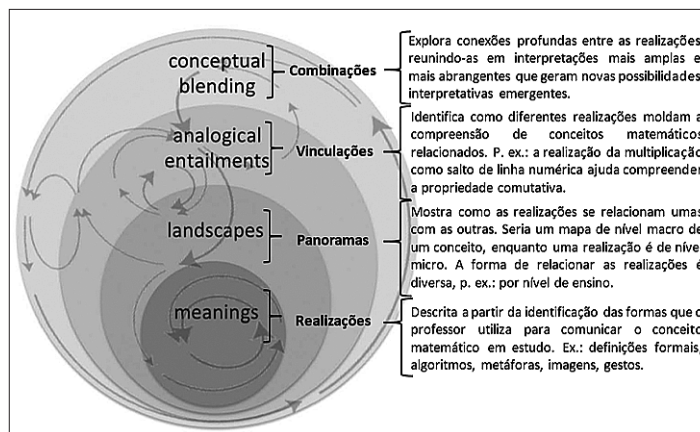 conceptual
blending
Combinações
Explora conexões profundas entre as realizações,
reunindo-as em interpretações mais amplas e
mais abrangentes que geram novas possibilidades
interpretativas emergentes.
analogical
entailments
Vinculações
Identifica como diferentes realizações moldam a
compreensão de conceitos matemáticos
relacionados. P. ex.: a realização da multiplicação
como salto de linha numérica ajuda compreender
a propriedade comutativa.
landscapes
Panoramas
Mostra como as realizações se relacionam umas
com as outras. Seria um mapa de nível macro de
um conceito, enquanto uma realização é de níve
micro. A forma de relacionar as realizações é
diversa, p. ex.: por nível de ensino.
meanings
Realizações
Descrita a partir da identificação das formas que o
professor utiliza para comunicar o conceito
matemático em estudo. Ex.: definições formais,
algoritmos, metáforas, imagens, gestos.